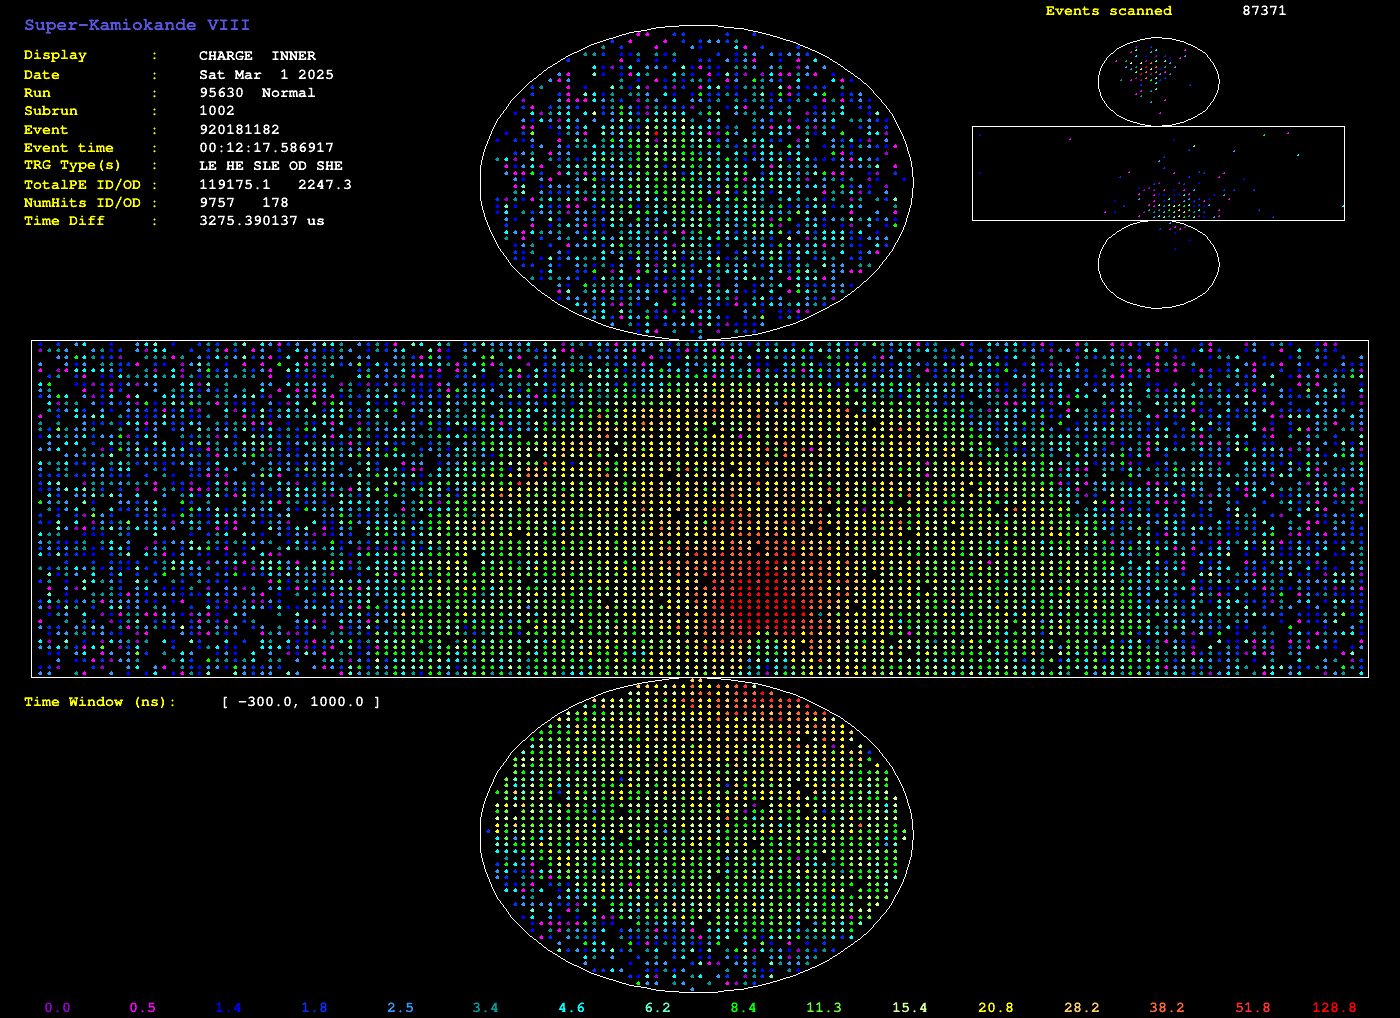 Super-Kamiokande VIII
Display : CHARGE INNER
Date : Sat Mar 1 2025
Run : 95630 Normal
Subrun : 1002
Event : 920181182
Event time : 00:12:17.586917
TRG Type(s) : LE HE SLE OD SHE
TotalPE ID/OD : 119175.1 2247.3
NumHits ID/OD : 9757 178
Time Diff : 3275.390137 us
Events scanned 87371
Time Window (ns): [ -300.0, 1000.0 ]
0.0 0.5 1.4 1.8 2.5 3.4 4.6 6.2 8.4 11.3 15.4 20.8 28.2 38.2 51.8 128.8